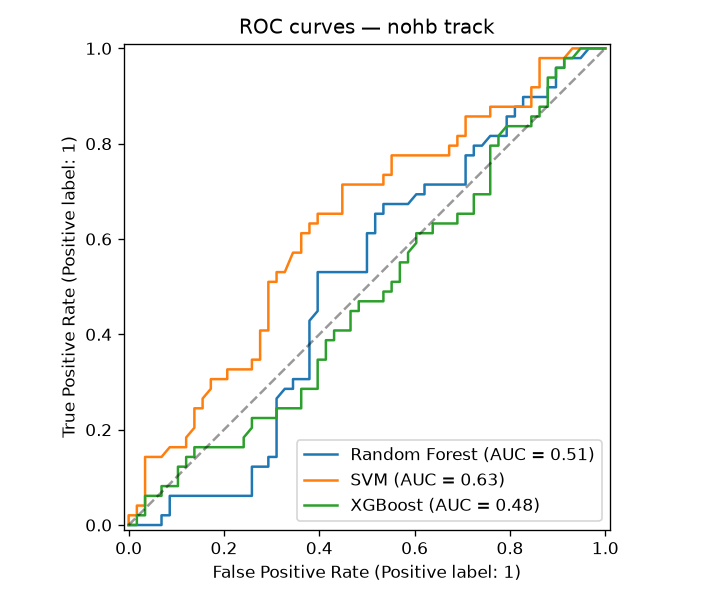 ROC curves — nohb track
True Positive Rate (Positive label: 1)
1.0
0.8
0.6
0.4
0.2
0.0
Random Forest (AUC = 0.51)
SVM (AUC = 0.63)
XGBoost (AUC = 0.48)
0.0 0.2 0.4 0.6 0.8 1.0
False Positive Rate (Positive label: 1)